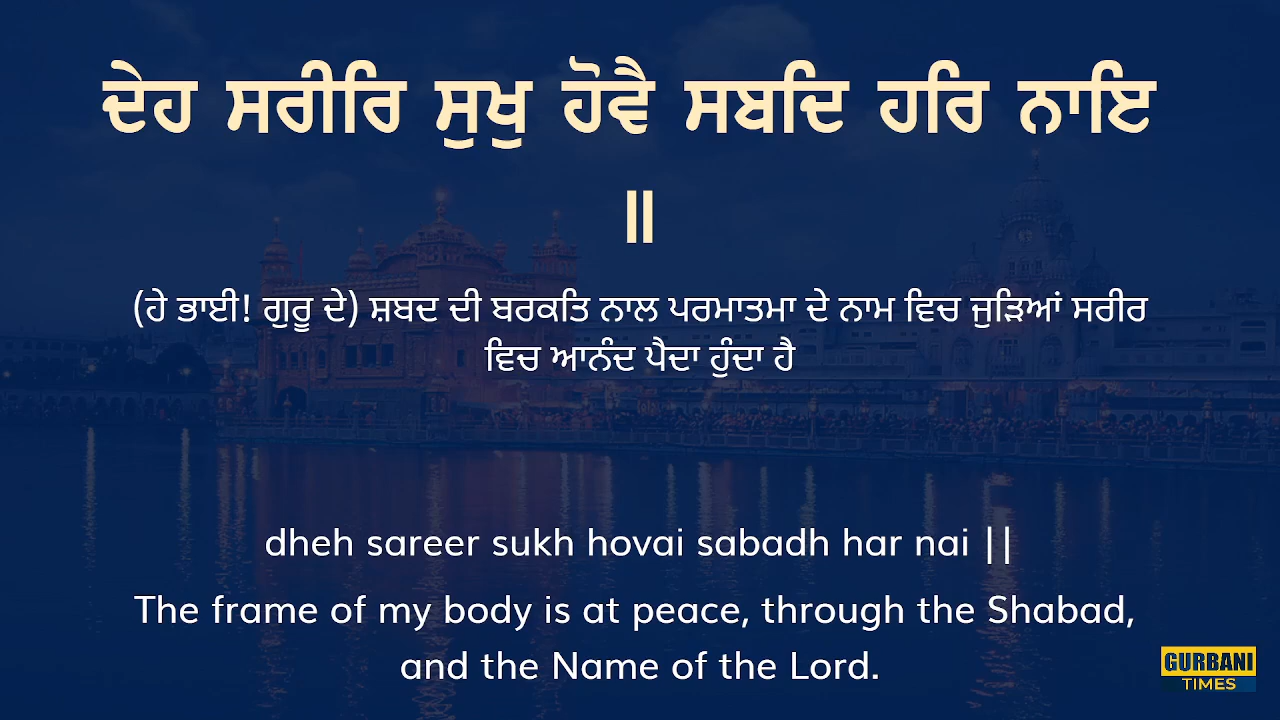 ਦੇਹ ਸਰੀਰਿ ਸੁਖੁ ਹੋਵੈ ਸਬਦਿ ਹਰਿ ਨਾਇ
॥
(ਹੇ ਭਾਈ! ਗੁਰੂ ਦੇ) ਸ਼ਬਦ ਦੀ ਬਰਕਤਿ ਨਾਲ ਪਰਮਾਤਮਾ ਦੇ ਨਾਮ ਵਿਚ ਜੁੜਿਆਂ ਸਰੀਰ
ਵਿਚ ਆਨੰਦ ਪੈਦਾ ਹੁੰਦਾ ਹੈ
dheh sareer sukh hovai sabadh har nai ||
The frame of my body is at peace, through the Shabad,
and the Name of the Lord.
GURBANI
TIMES